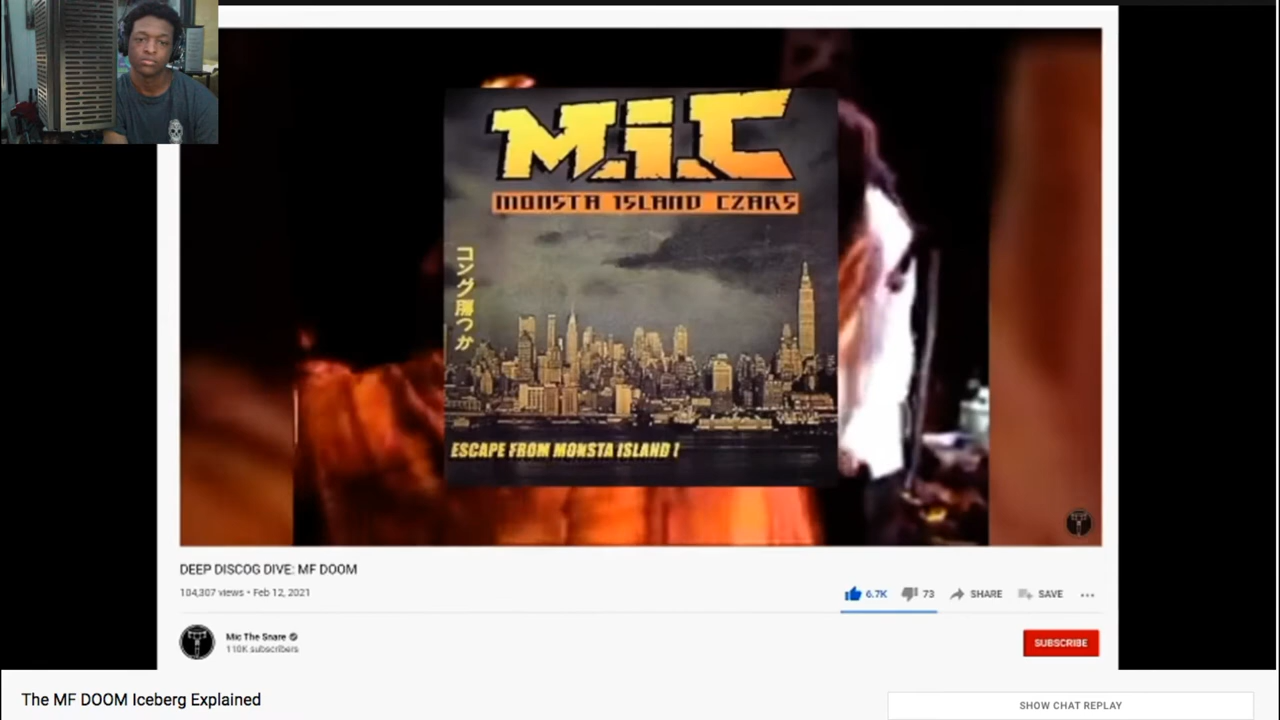 M.i.C
MONSTA ISLAND CZARS
コング勝つか
ESCAPE FROM MONSTA ISLAND !
DEEP DISCOG DIVE: MF DOOM
104,307 views • Feb 12, 2021
6.7K 73 SHARE SAVE
Mic The Snare
110K subscribers
SUBSCRIBE
The MF DOOM Iceberg Explained
SHOW CHAT REPLAY